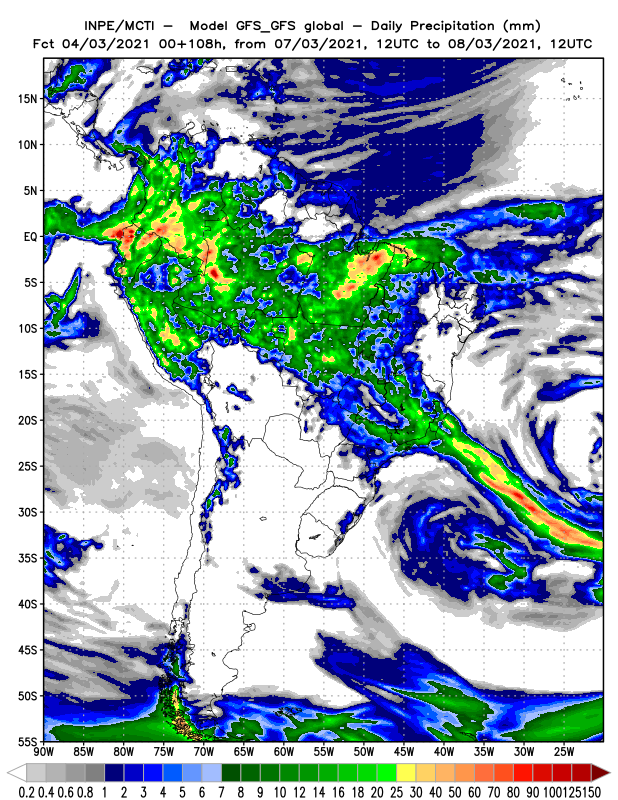 INPE/MCTI – Model GFS_GFS global – Daily Precipitation (mm)
Fct 04/03/2021 00+108h, from 07/03/2021, 12UTC to 08/03/2021, 12UTC
15N
10N
5N
EQ
5S
10S
15S
20S
25S
30S
35S
40S
45S
50S
55S
90W 85W 80W 75W 70W 65W 60W 55W 50W 45W 40W 35W 30W 25W
0.2 0.4 0.6 0.8 1 2 3 4 5 6 7 8 9 10 12 14 16 18 20 25 30 40 50 60 70 80 90 100 125 150